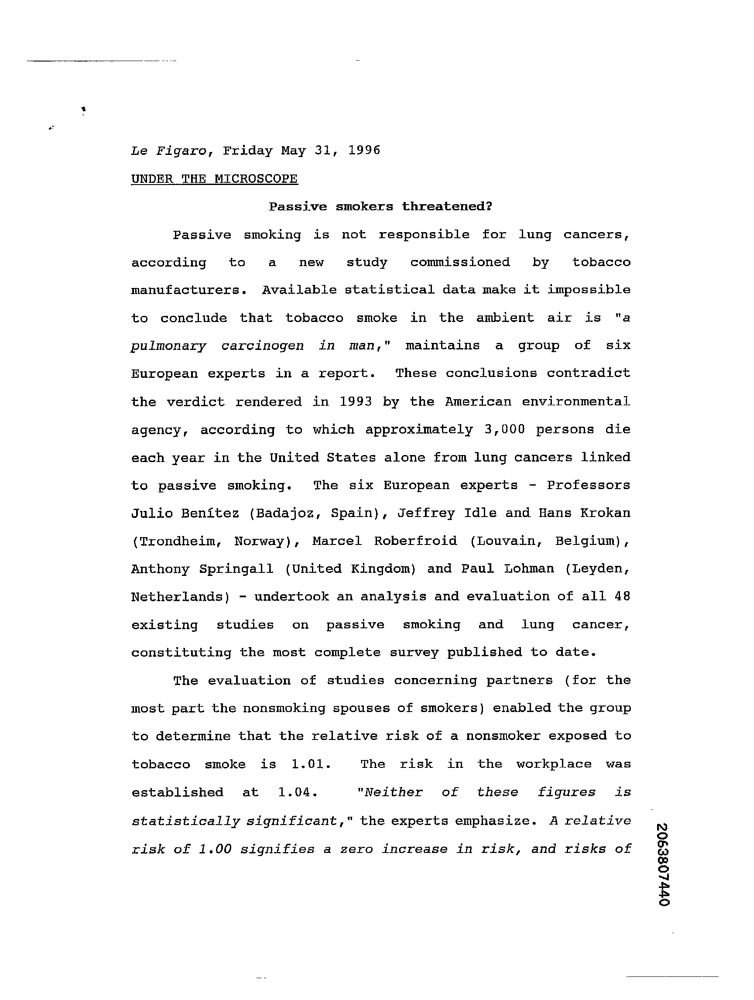 Le Figaro, Friday May 31, 1996
UNDER THE MICROSCOPE
Passive smokers threatened?
Passive smoking is not responsible for lung cancers,
according to a new study commissioned by tobacco
manufacturers. Available statistical data make it impossible
to conclude that tobacco smoke in the ambient air is "a
pulmonary carcinogen in man," maintains a group of six
European experts in a report. These conclusions contradict
the verdict rendered in 1993 by the American environmental
agency, according to which approximately 3,000 persons die
each year in the United States alone from lung cancers linked
to passive smoking. The six European experts - Professors
Julio Benítez (Badajoz, Spain), Jeffrey Idle and Hans Krokan
(Trondheim, Norway), Marcel Roberfroid (Louvain, Belgium),
Anthony Springall (United Kingdom) and Paul Lohman (Leyden,
Netherlands) - undertook an analysis and evaluation of all 48
existing studies on passive smoking and lung cancer,
constituting the most complete survey published to date.
The evaluation of studies concerning partners (for the
most part the nonsmoking spouses of smokers) enabled the group
to determine that the relative risk of a nonsmoker exposed to
tobacco smoke is 1.01. The risk in the workplace was
established at 1.04. "Neither of these figures is
statistically significant," the experts emphasize. A relative
risk of 1.00 signifies a zero increase in risk, and risks of
2063807440